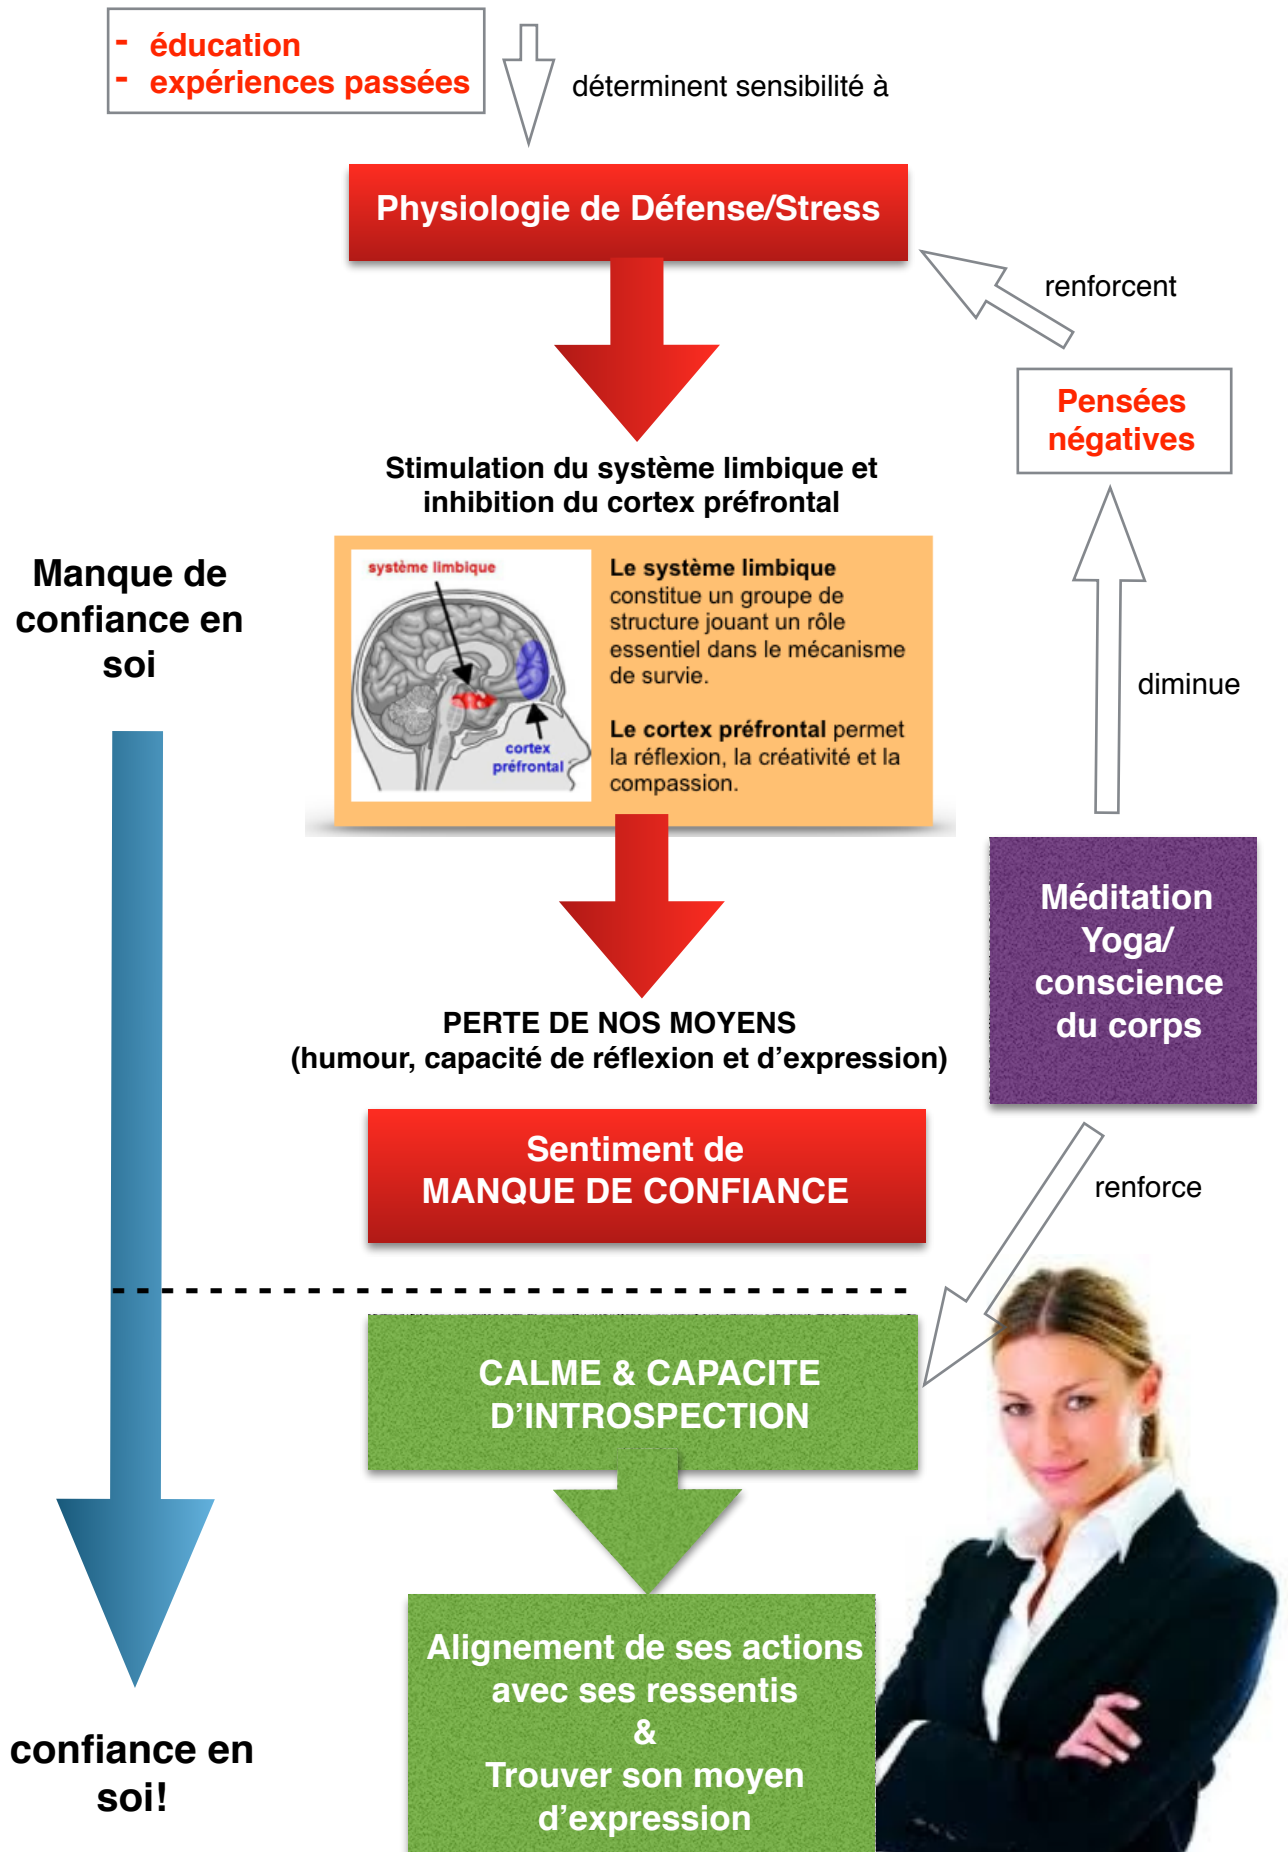 - éducation
- expériences passées
déterminent sensibilité à
Physiologie de Défense/Stress
renforcent
Pensées
négatives
Stimulation du système limbique et
inhibition du cortex préfrontal
Manque de
confiance en
soi
système limbique
cortex
préfrontal
Le système limbique
constitue un groupe de
structure jouant un rôle
essentiel dans le mécanisme
de survie.
Le cortex préfrontal permet
la réflexion, la créativité et la
compassion.
diminue
Méditation
Yoga/
conscience
du corps
PERTE DE NOS MOYENS
(humour, capacité de réflexion et d'expression)
Sentiment de
MANQUE DE CONFIANCE
renforce
CALME & CAPACITE
D'INTROSPECTION
Alignement de ses actions
avec ses ressentis
&
Trouver son moyen
d'expression
confiance en
soi!